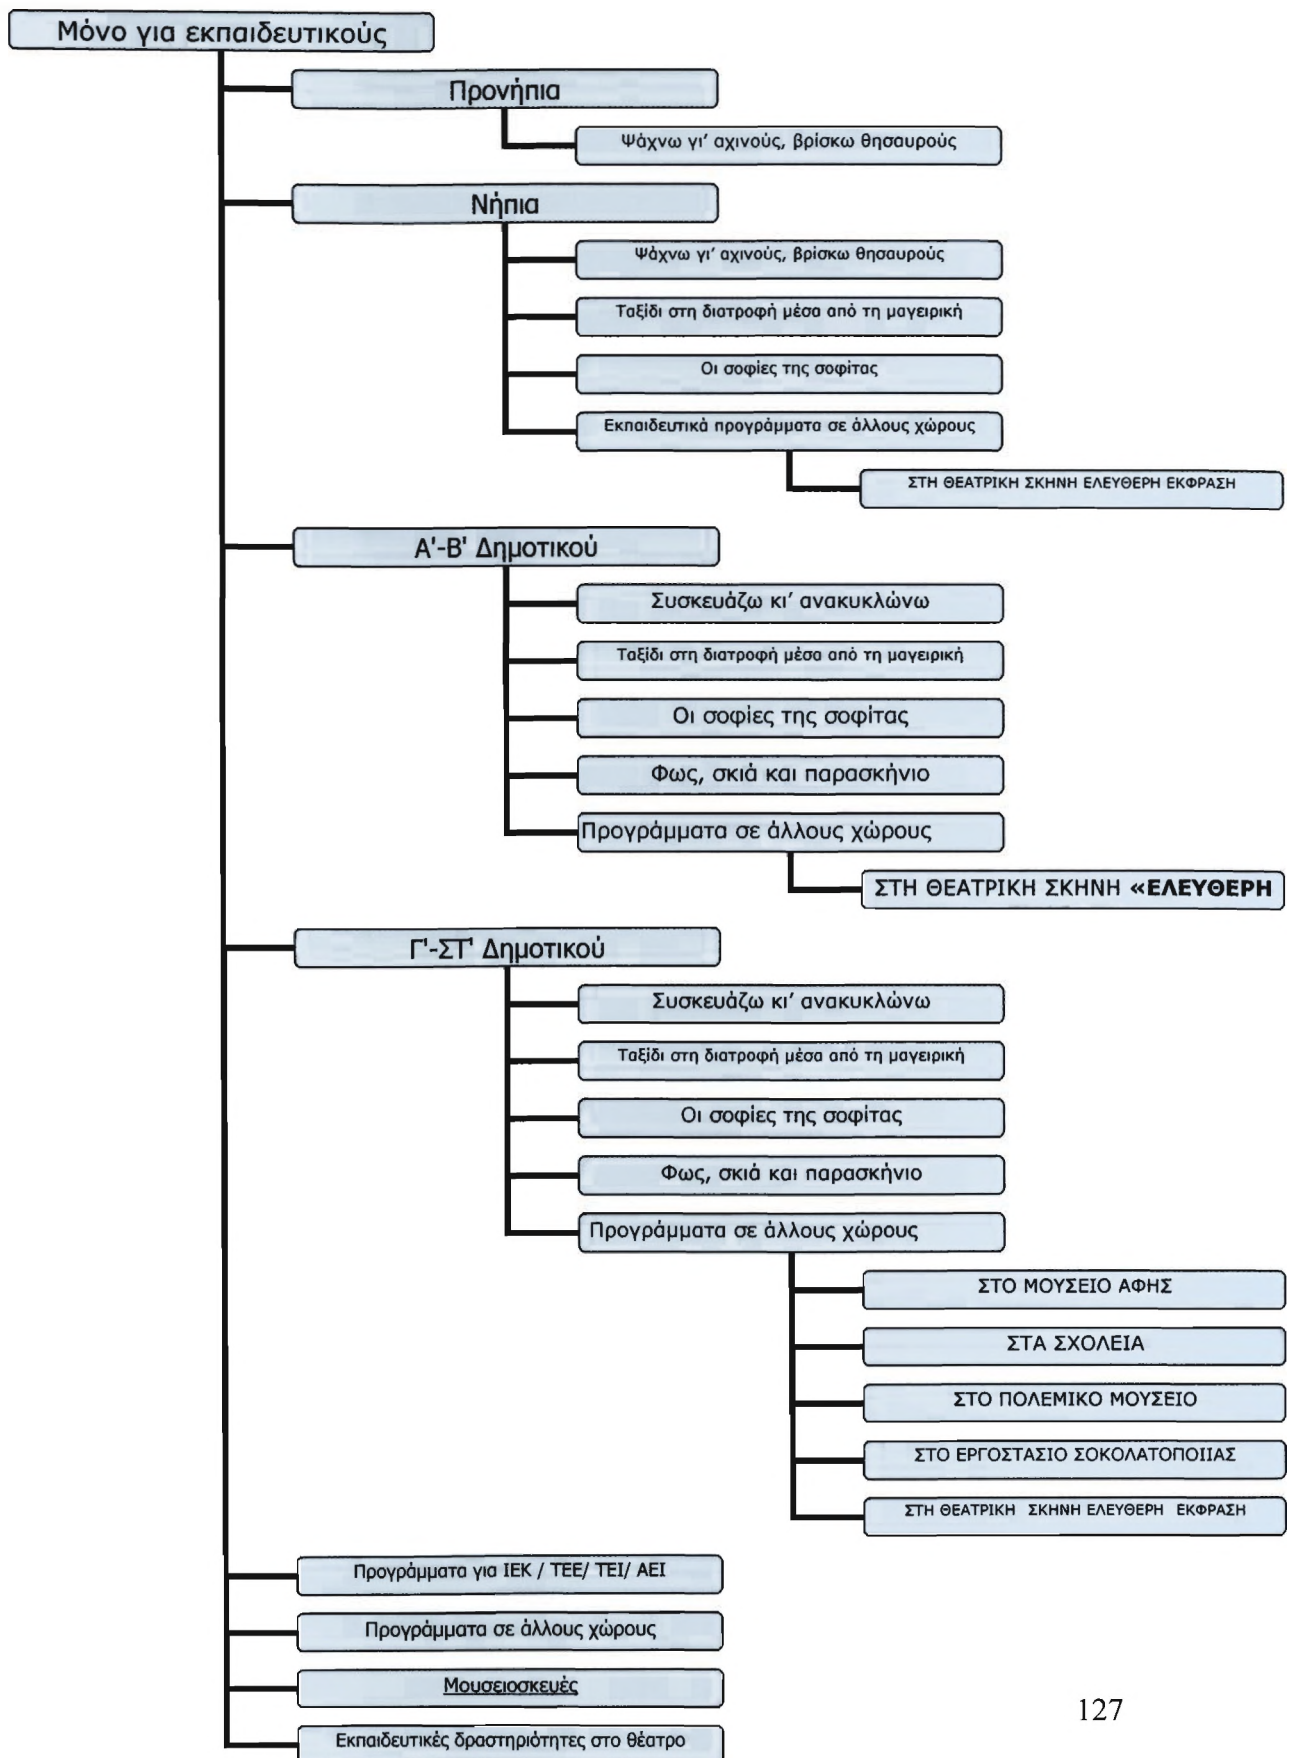 Μόνο για εκπαιδευτικούς
Προνήπια
Ψάχνω γι' αχινούς, βρίσκω θησαυρούς
Νήπια
Ψάχνω γι' αχινούς, βρίσκω θησαυρούς
Ταξίδι στη διατροφή μέσα από τη μαγειρική
Οι σοφίες της σοφίτας
Εκπαιδευτικά προγράμματα σε άλλους χώρους
ΣΤΗ ΘΕΑΤΡΙΚΗ ΣΚΗΝΗ ΕΛΕΥΘΕΡΗ ΕΚΦΡΑΣΗ
Α'-Β' Δημοτικού
Συσκευάζω κι' ανακυκλώνω
Ταξίδι στη διατροφή μέσα από τη μαγειρική
Οι σοφίες της σοφίτας
Φως, σκιά και παρασκήνιο
Προγράμματα σε άλλους χώρους
ΣΤΗ ΘΕΑΤΡΙΚΗ ΣΚΗΝΗ «ΕΛΕΥΘΕΡΗ
Γ'-ΣΤ' Δημοτικού
Συσκευάζω κι' ανακυκλώνω
Ταξίδι στη διατροφή μέσα από τη μαγειρική
Οι σοφίες της σοφίτας
Φως, σκιά και παρασκήνιο
Προγράμματα σε άλλους χώρους
ΣΤΟ ΜΟΥΣΕΙΟ ΑΦΗΣ
ΣΤΑ ΣΧΟΛΕΙΑ
ΣΤΟ ΠΟΛΕΜΙΚΟ ΜΟΥΣΕΙΟ
ΣΤΟ ΕΡΓΟΣΤΑΣΙΟ ΣΟΚΟΛΑΤΟΠΟΙΙΑΣ
ΣΤΗ ΘΕΑΤΡΙΚΗ ΣΚΗΝΗ ΕΛΕΥΘΕΡΗ ΕΚΦΡΑΣΗ
Προγράμματα για ΙΕΚ / ΤΕΕ/ ΤΕΙ/ ΑΕΙ
Προγράμματα σε άλλους χώρους
Μουσειοσκευές
Εκπαιδευτικές δραστηριότητες στο θέατρο
127